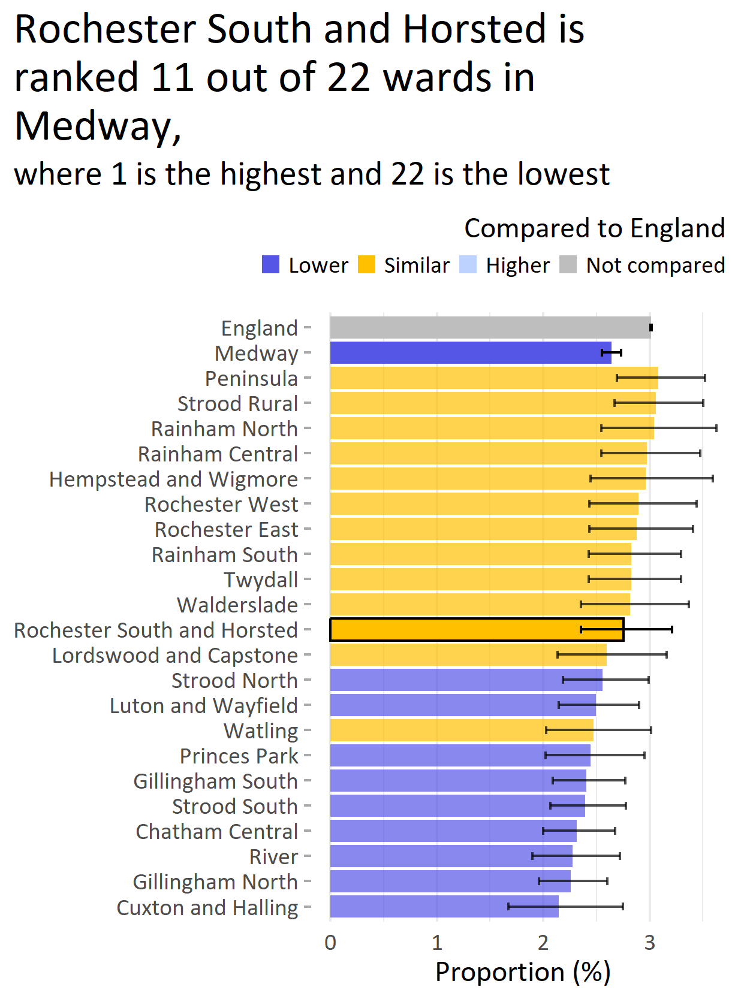 Rochester South and Horsted is
ranked 11 out of 22 wards in
Medway,
where 1 is the highest and 22 is the lowest
Compared to England
Lower Similar Higher Not compared
England
Medway
Peninsula
Strood Rural
Rainham North
Rainham Central
Hempstead and Wigmore
Rochester West
Rochester East
Rainham South
Twydall
Walderslade
Rochester South and Horsted
Lordswood and Capstone
Strood North
Luton and Wayfield
Watling
Princes Park
Gillingham South
Strood South
Chatham Central
River
Gillingham North
Cuxton and Halling
0 1 2 3
Proportion (%)